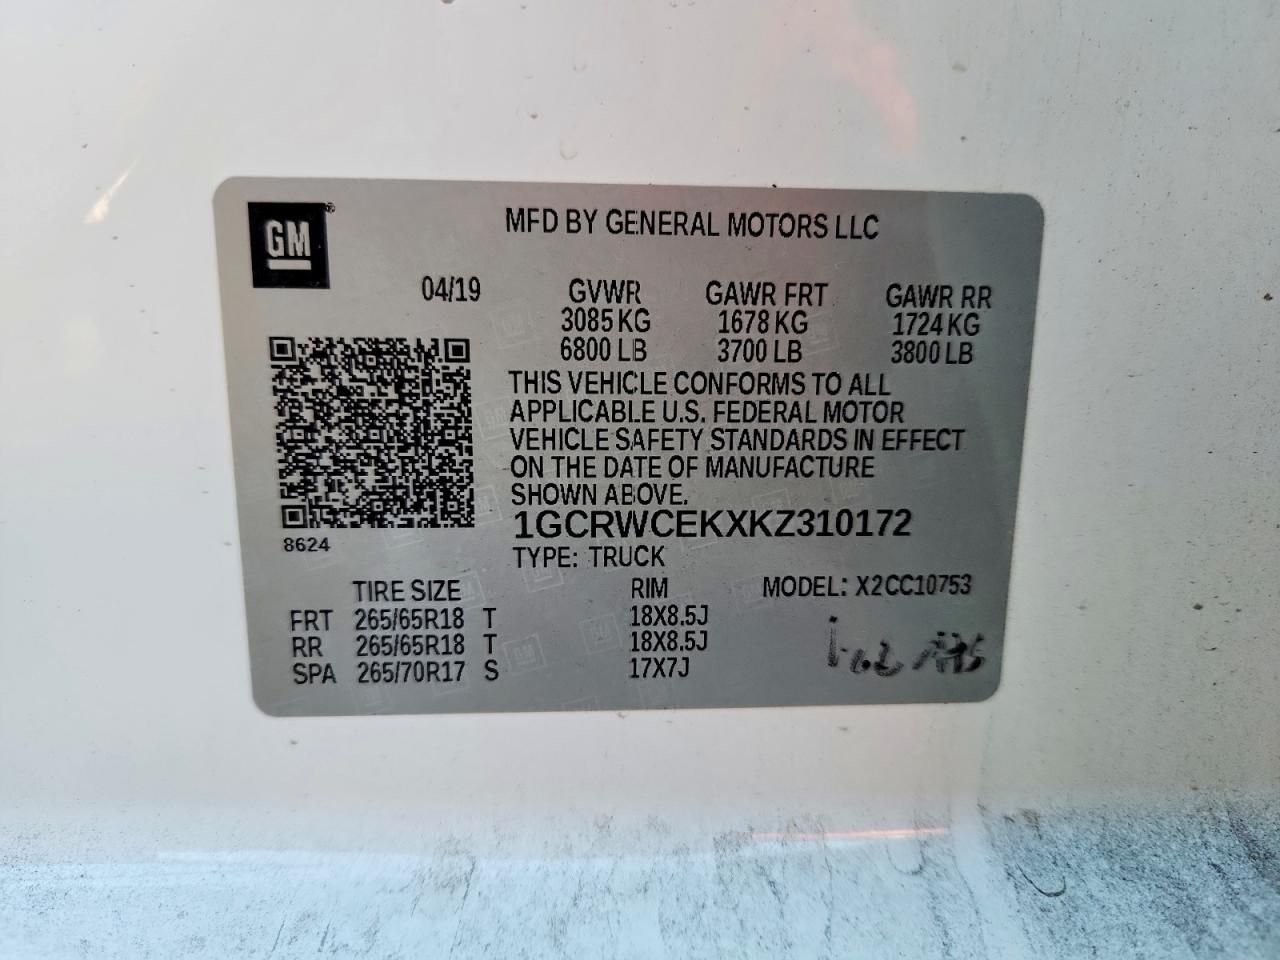 GM®
MFD BY GENERAL MOTORS LLC
04/19 GVWR GAWR FRT GAWR RR
3085 KG 1678 KG 1724 KG
6800 LB 3700 LB 3800 LB
THIS VEHICLE CONFORMS TO ALL
APPLICABLE U.S. FEDERAL MOTOR
VEHICLE SAFETY STANDARDS IN EFFECT
ON THE DATE OF MANUFACTURE
SHOWN ABOVE.
1GCRWCEKXKZ310172
8624
TYPE: TRUCK
TIRE SIZE RIM MODEL: X2CC10753
FRT 265/65R18 T 18X8.5J
RR 265/65R18 T 18X8.5J
SPA 265/70R17 S 17X7J